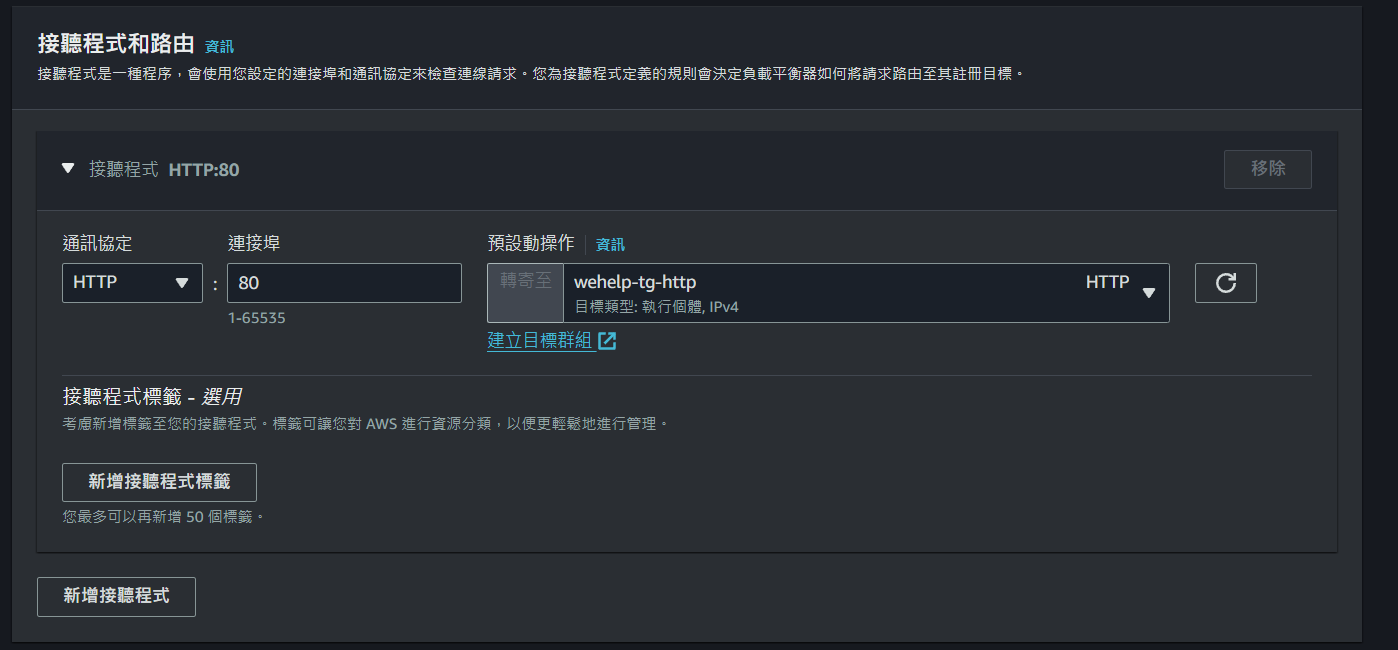 接聽程式和路由 資訊
接聽程式是一種程序，會使用您設定的連接埠和通訊協定來檢查連線請求。您為接聽程式定義的規則會決定負載平衡器如何將請求路由至其註冊目標。
接聽程式 HTTP:80
移除
通訊協定 連接埠 預設動操作 資訊
HTTP : 80 轉寄至 wehelp-tg-http HTTP
目標類型: 執行個體, IPv4
1-65535
建立目標群組
接聽程式標籤 - 選用
考慮新增標籤至您的接聽程式。標籤可讓您對 AWS 進行資源分類，以便更輕鬆地進行管理。
新增接聽程式標籤
您最多可以再新增 50 個標籤。
新增接聽程式